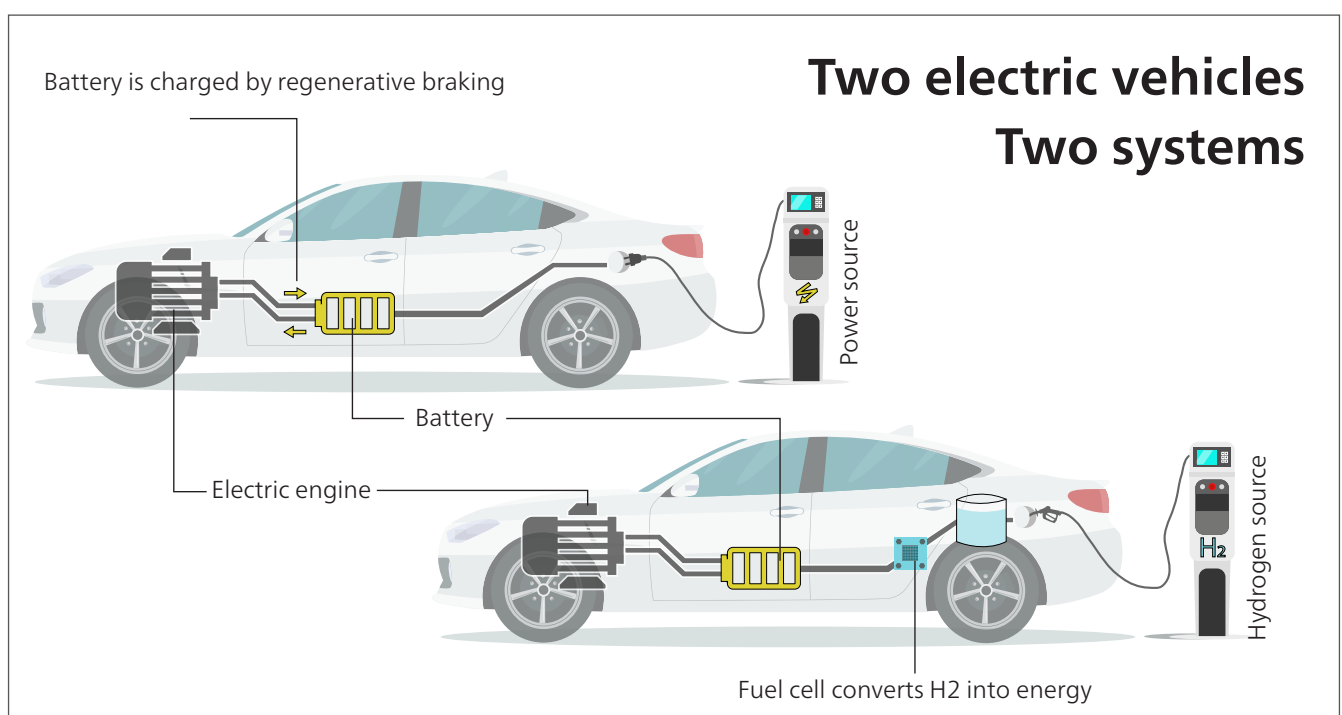 Two electric vehicles
Two systems
Battery is charged by regenerative braking
Power source
Battery
Electric engine
H2
Hydrogen source
Fuel cell converts H2 into energy